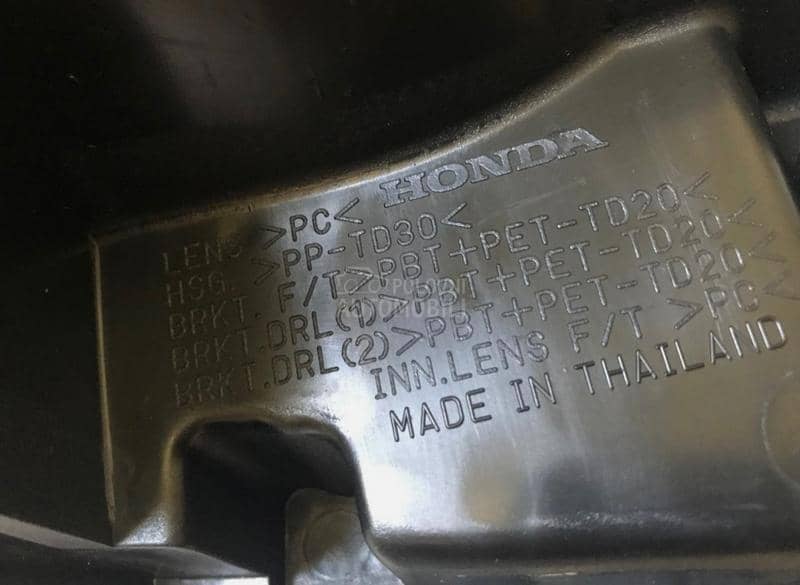 HONDA
LENS >PC<
HSG. >PP-TD30<
BRKT. F/T>PBT+PET-TD20<
BRKT.DRL(1)>PBT+PET-TD20<
BRKT.DRL(2)>PBT+PET-TD20<
INN.LENS F/T >PC<
MADE IN THAILAND